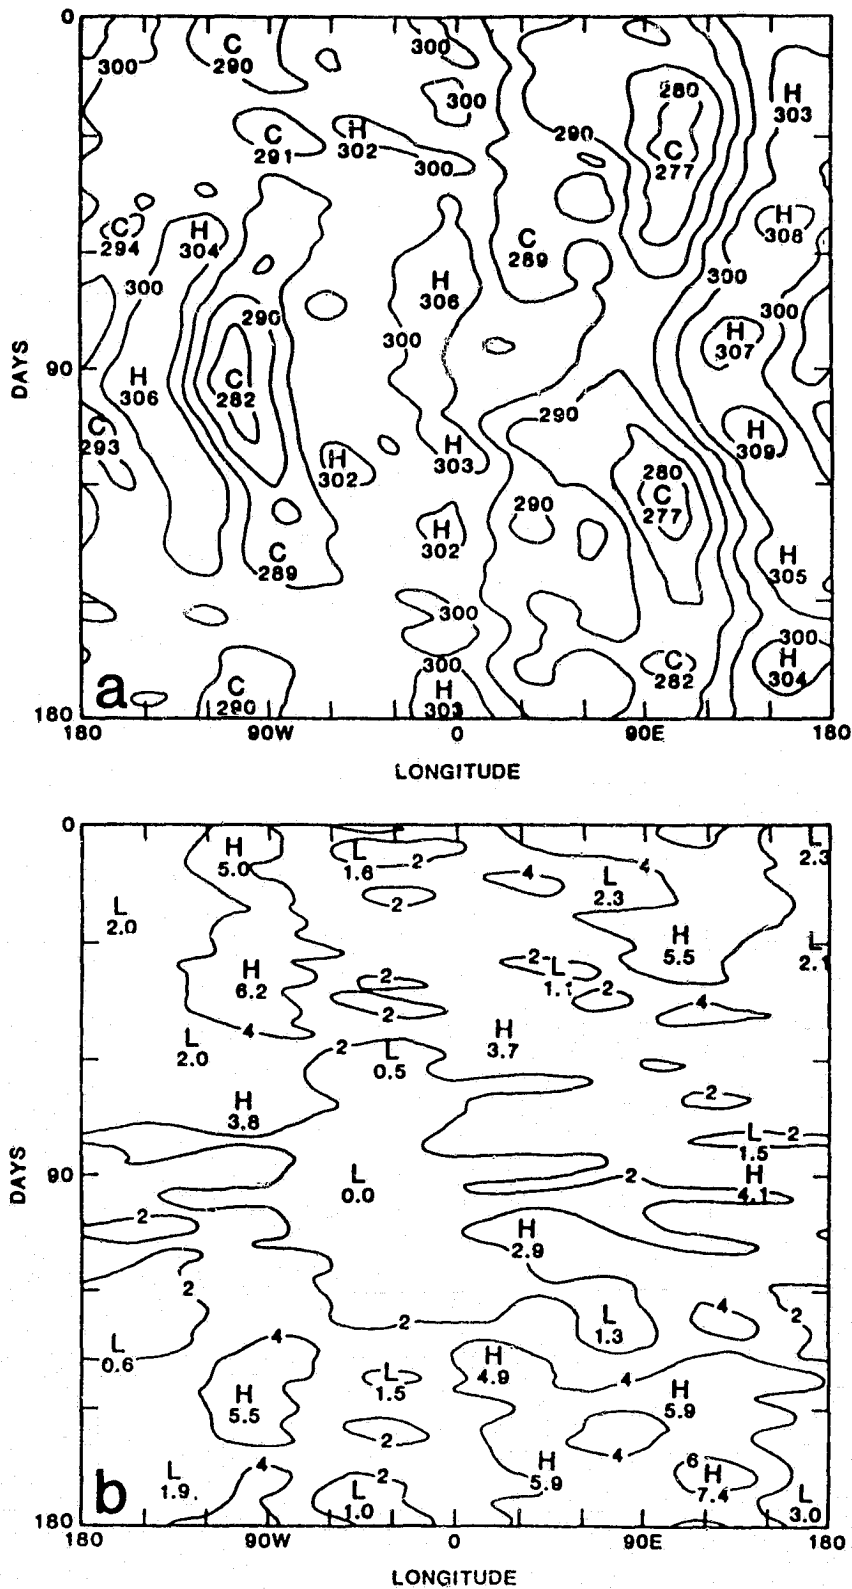 0
300
C
290
300
300
280
H
303
C
291
H
302
300
290
C
277
C
294
H
304
C
289
H
308
300
H
306
300
300
290
300
H
307
DAYS
90
H
306
C
282
C
293
290
H
302
H
303
H
309
280
C
277
290
H
302
C
289
H
305
300
300
300
a
C
290
H
303
C
282
H
304
180
180
90W
0
90E
180
LONGITUDE
0
H
5.0
L
1.6
2
4
L
2.3
4
L
2.3
L
2.0
2
H
5.5
L
2.1
H
6.2
2
2
2
L
1.1
2
4
4
L
2.0
2
L
0.5
H
3.7
H
3.8
2
L
1.5
2
DAYS
90
L
0.0
2
H
4.1
2
H
2.9
2
2
L
1.3
4
2
L
0.6
4
H
4.9
H
5.5
L
1.5
4
H
5.9
2
4
L
1.9
4
2
L
1.0
H
5.9
6
H
7.4
L
3.0
b
180
180
90W
0
90E
180
LONGITUDE